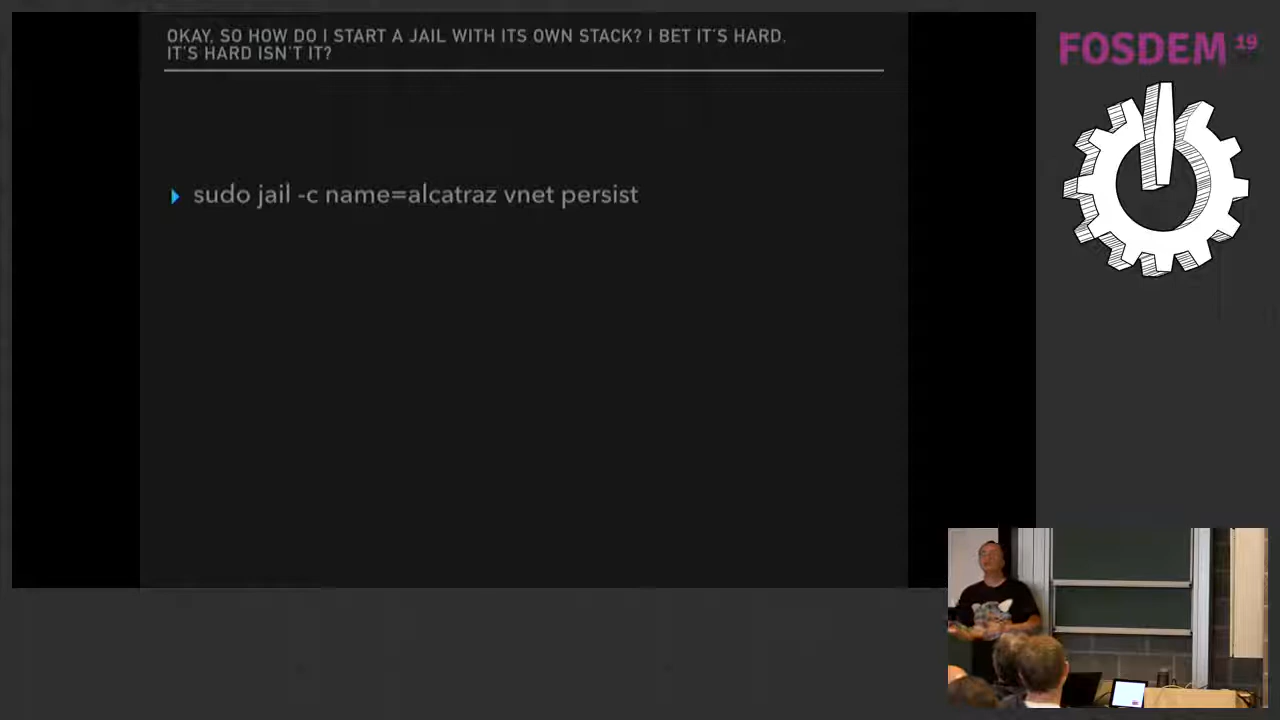 OKAY, SO HOW DO I START A JAIL WITH ITS OWN STACK? I BET IT'S HARD.
IT'S HARD ISN'T IT?
sudo jail -c name=alcatraz vnet persist
FOSDEM 19